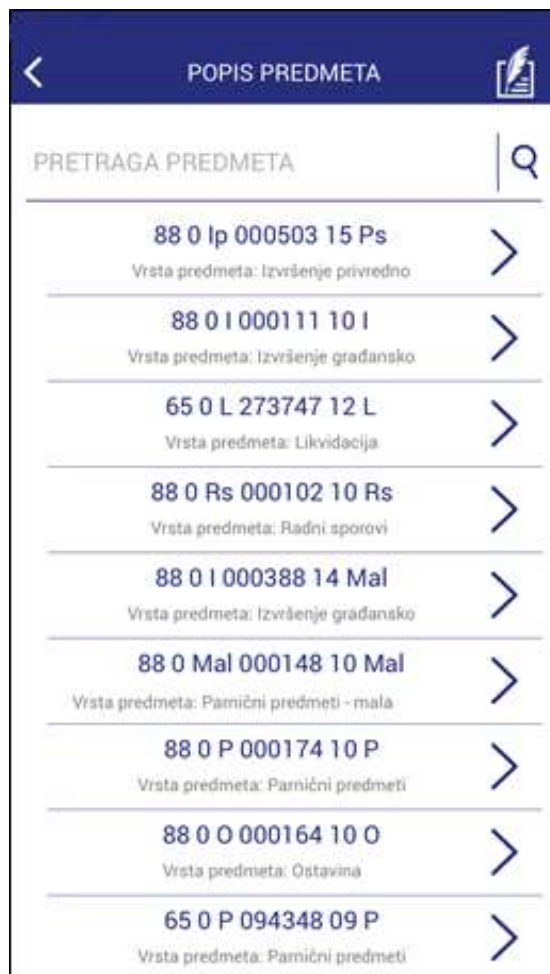 POPIS PREDMETA
PRETRAGA PREDMETA
88 0 Ip 000503 15 Ps
Vrsta predmeta: Izvršenje privredno
88 0 I 000111 10 I
Vrsta predmeta: Izvršenje građansko
65 0 L 273747 12 L
Vrsta predmeta: Likvidacija
88 0 Rs 000102 10 Rs
Vrsta predmeta: Radni sporovi
88 0 I 000388 14 Mal
Vrsta predmeta: Izvršenje građansko
88 0 Mal 000148 10 Mal
Vrsta predmeta: Parnični predmeti - mala
88 0 P 000174 10 P
Vrsta predmeta: Parnični predmeti
88 0 O 000164 10 O
Vrsta predmeta: Ostavina
65 0 P 094348 09 P
Vrsta predmeta: Parnični predmeti